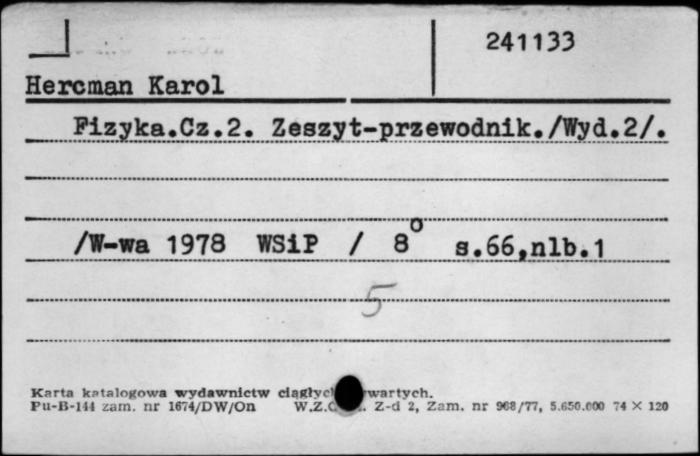 241133
Hercman Karol
Fizyka.Cz.2. Zeszyt-przewodnik./Wyd.2/.
/W-wa 1978 WSiP / 8° s.66,nlb.1
5
Karta katalogowa wydawnictw wartych.
Pu-B-144 zam. nr 1674/DW/On Z-d 2, Zam. nr 968/77, 5.650.000 74 × 120